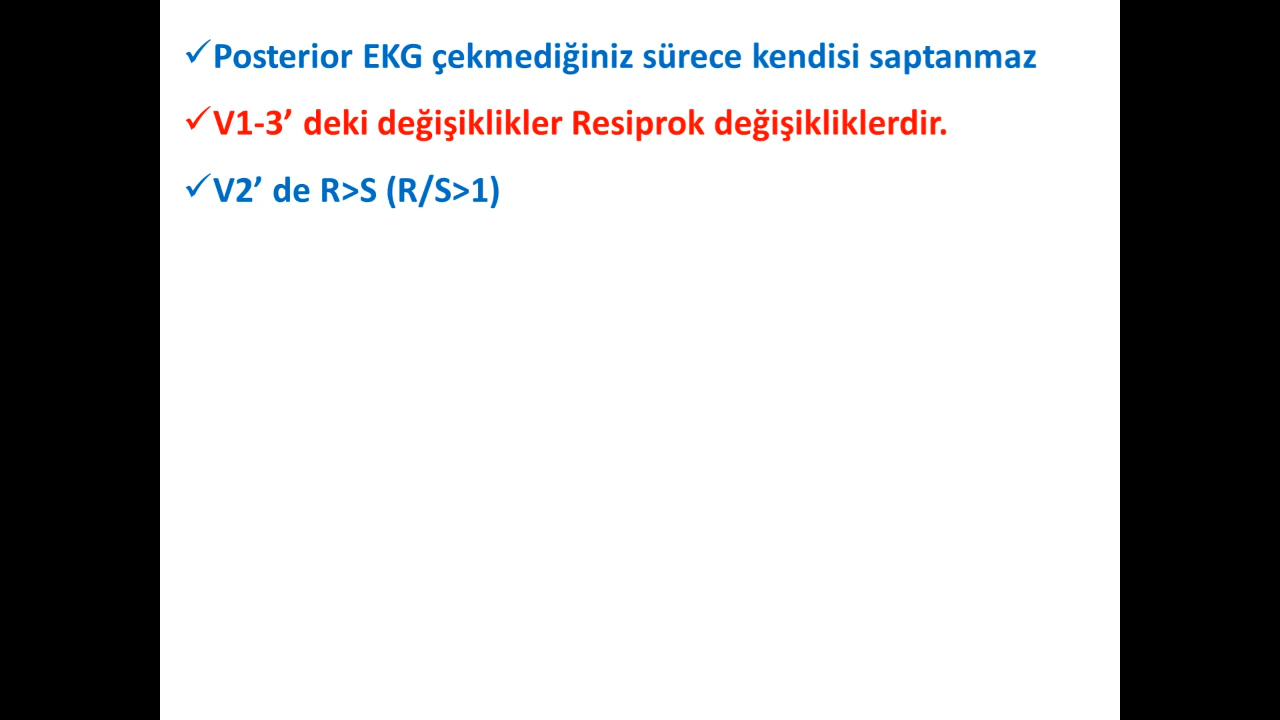 ✓Posterior EKG çekmediğiniz sürece kendisi saptanmaz
✓V1-3’ deki değişiklikler Resiprok değişikliklerdir.
✓V2’ de R>S (R/S>1)